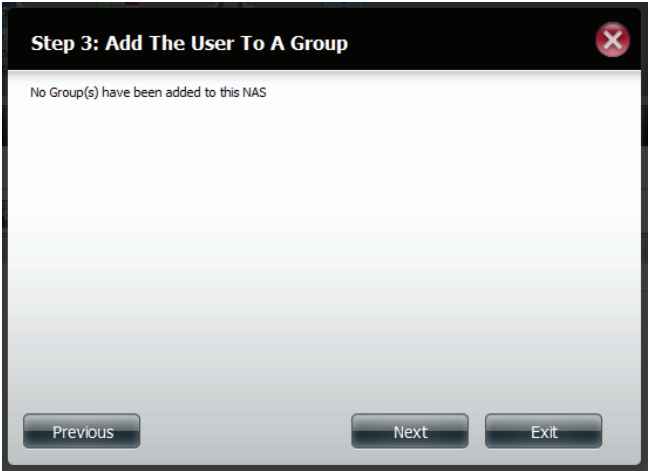 Step 3: Add The User To A Group
No Group(s) have been added to this NAS
Previous
Next
Exit